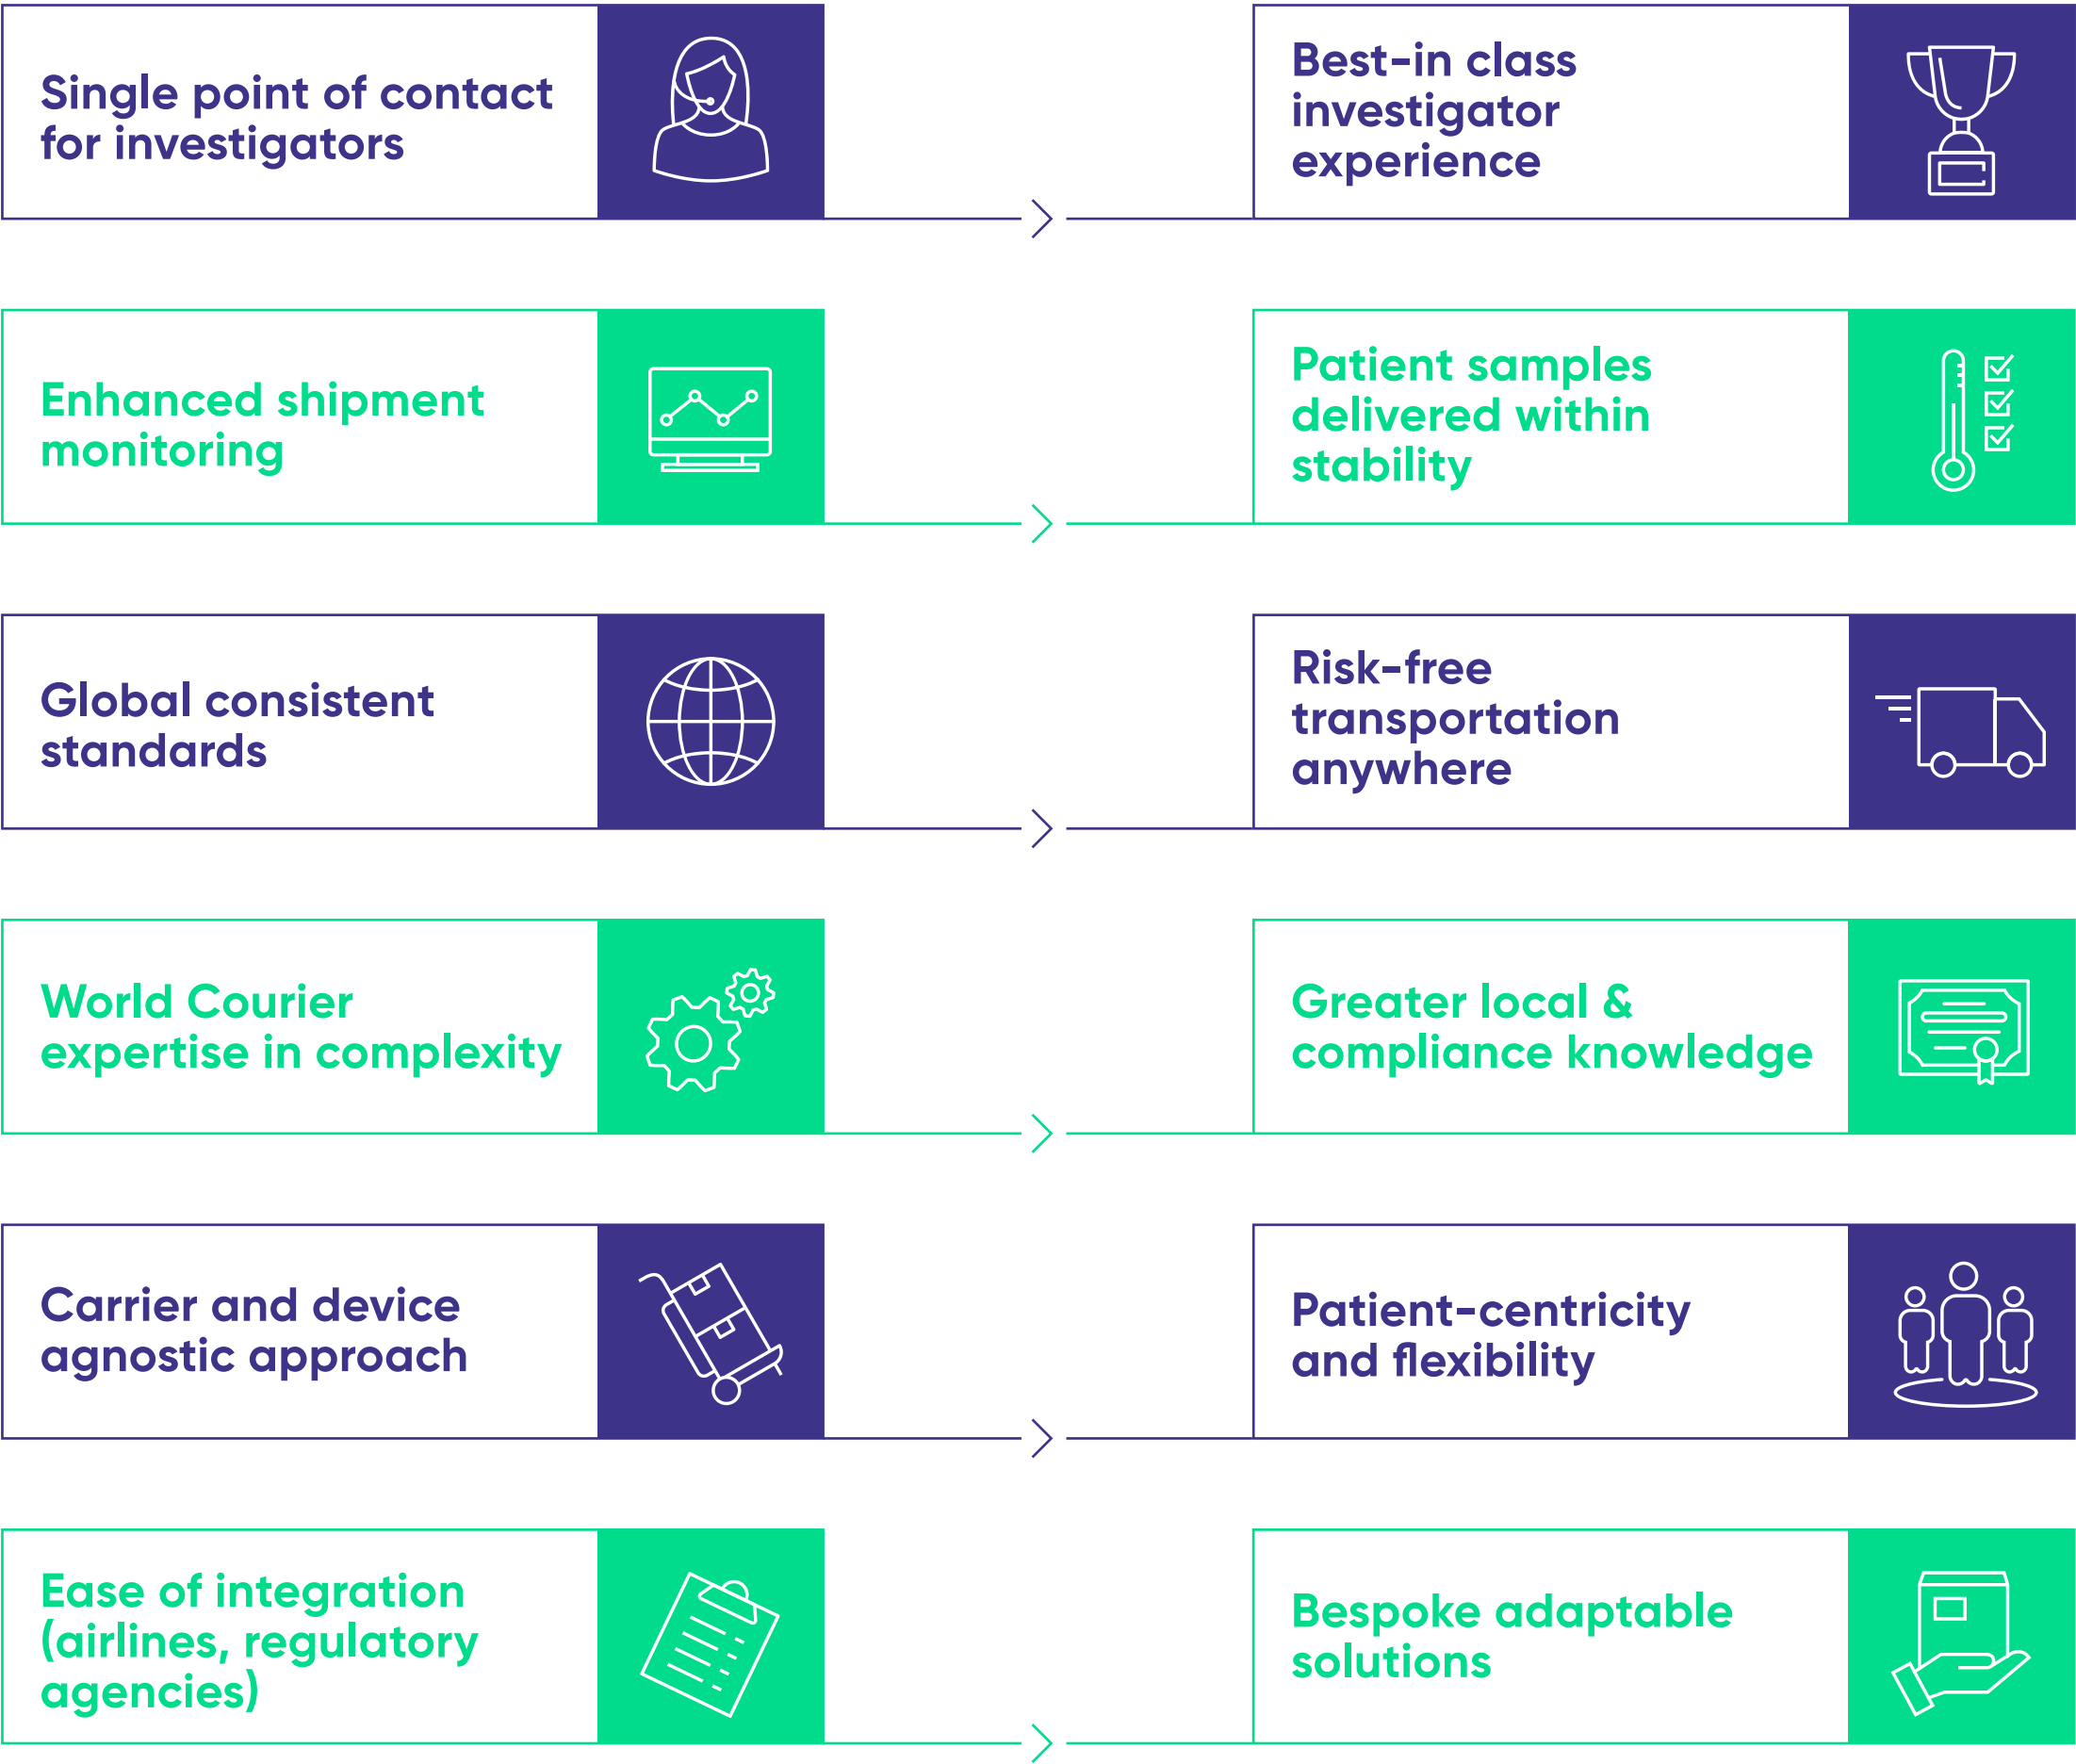 Single point of contact
for investigators
Best-in class
investigator
experience
Enhanced shipment
monitoring
Patient samples
delivered within
stability
Global consistent
standards
Risk-free
transportation
anywhere
World Courier
expertise in complexity
Greater local &
compliance knowledge
Carrier and device
agnostic approach
Patient-centricity
and flexibility
Ease of integration
(airlines, regulatory
agencies)
Bespoke adaptable
solutions